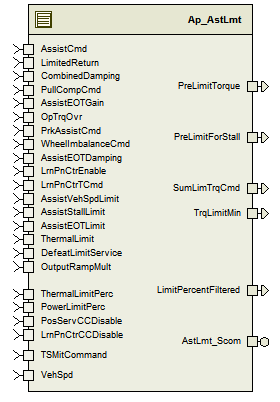 Ap_AstLmt
AssistCmd
LimitedReturn
CombinedDamping
PullCompCmd
AssistEOTGain
OpTrqOvr
PrkAssistCmd
WheelImbalanceCmd
AssistEOTDamping
LrnPnCtrEnable
LrnPnCtrTCmd
AssistVehSpdLimit
AssistStallLimit
AssistEOTLimit
ThermalLimit
DefeatLimitService
OutputRampMult
ThermalLimitPerc
PowerLimitPerc
PosServCCDisable
LrnPnCtrCCDisable
TSMitCommand
VehSpd
PreLimitTorque
PreLimitForStall
SumLimTrqCmd
TrqLimitMin
LimitPercentFiltered
AstLmt_Scom